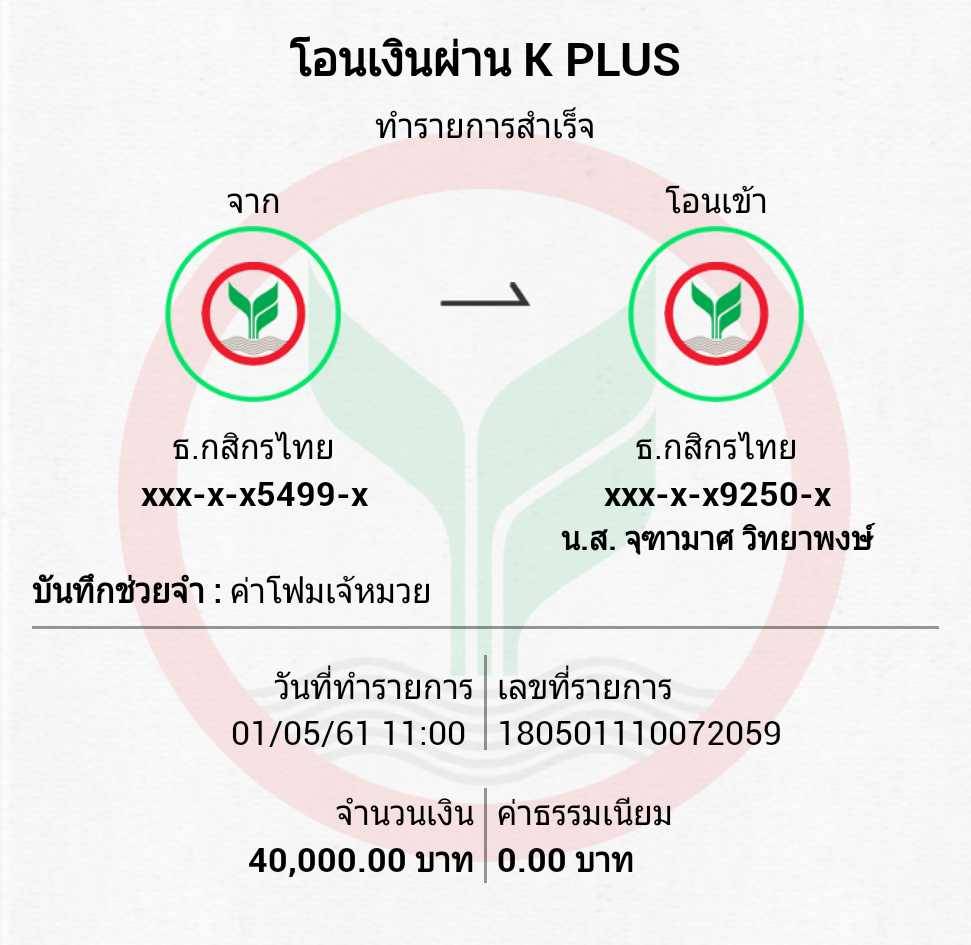 โอนเงินผ่าน K PLUS
ทำรายการสำเร็จ
จาก
โอนเข้า
ธ.กสิกรไทย
xxx-x-x5499-x
ธ.กสิกรไทย
xxx-x-x9250-x
น.ส. จุฑามาศ วิทยาพงษ์
บันทึกช่วยจำ : ค่าโฟมเจ้หมวย
วันที่ทำรายการ
01/05/61 11:00
เลขที่รายการ
180501110072059
จำนวนเงิน
40,000.00 บาท
ค่าธรรมเนียม
0.00 บาท